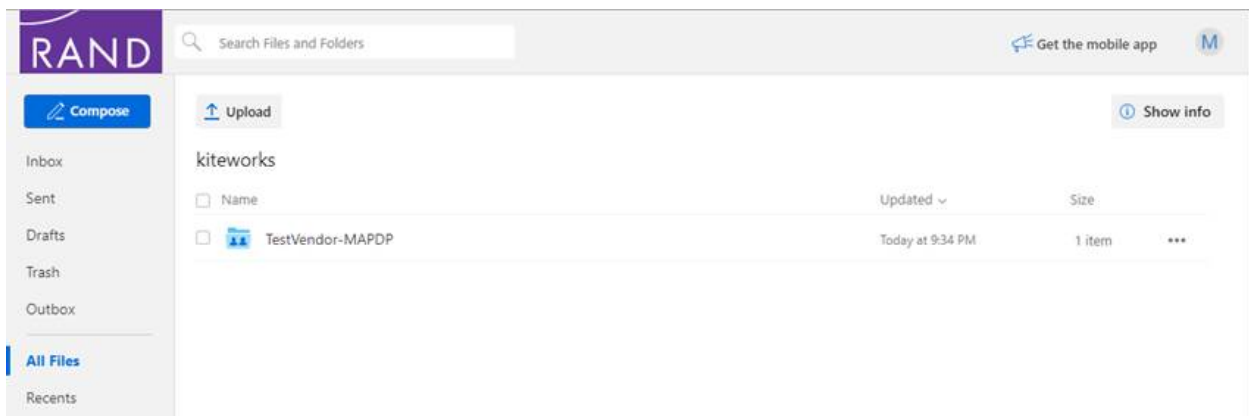 RAND
Search Files and Folders
Get the mobile app
M
Compose
Upload
Show info
Inbox
kiteworks
Sent
Name Updated Size
Drafts
TestVendor-MAPDP Today at 9:34 PM 1 item
Trash
Outbox
All Files
Recents